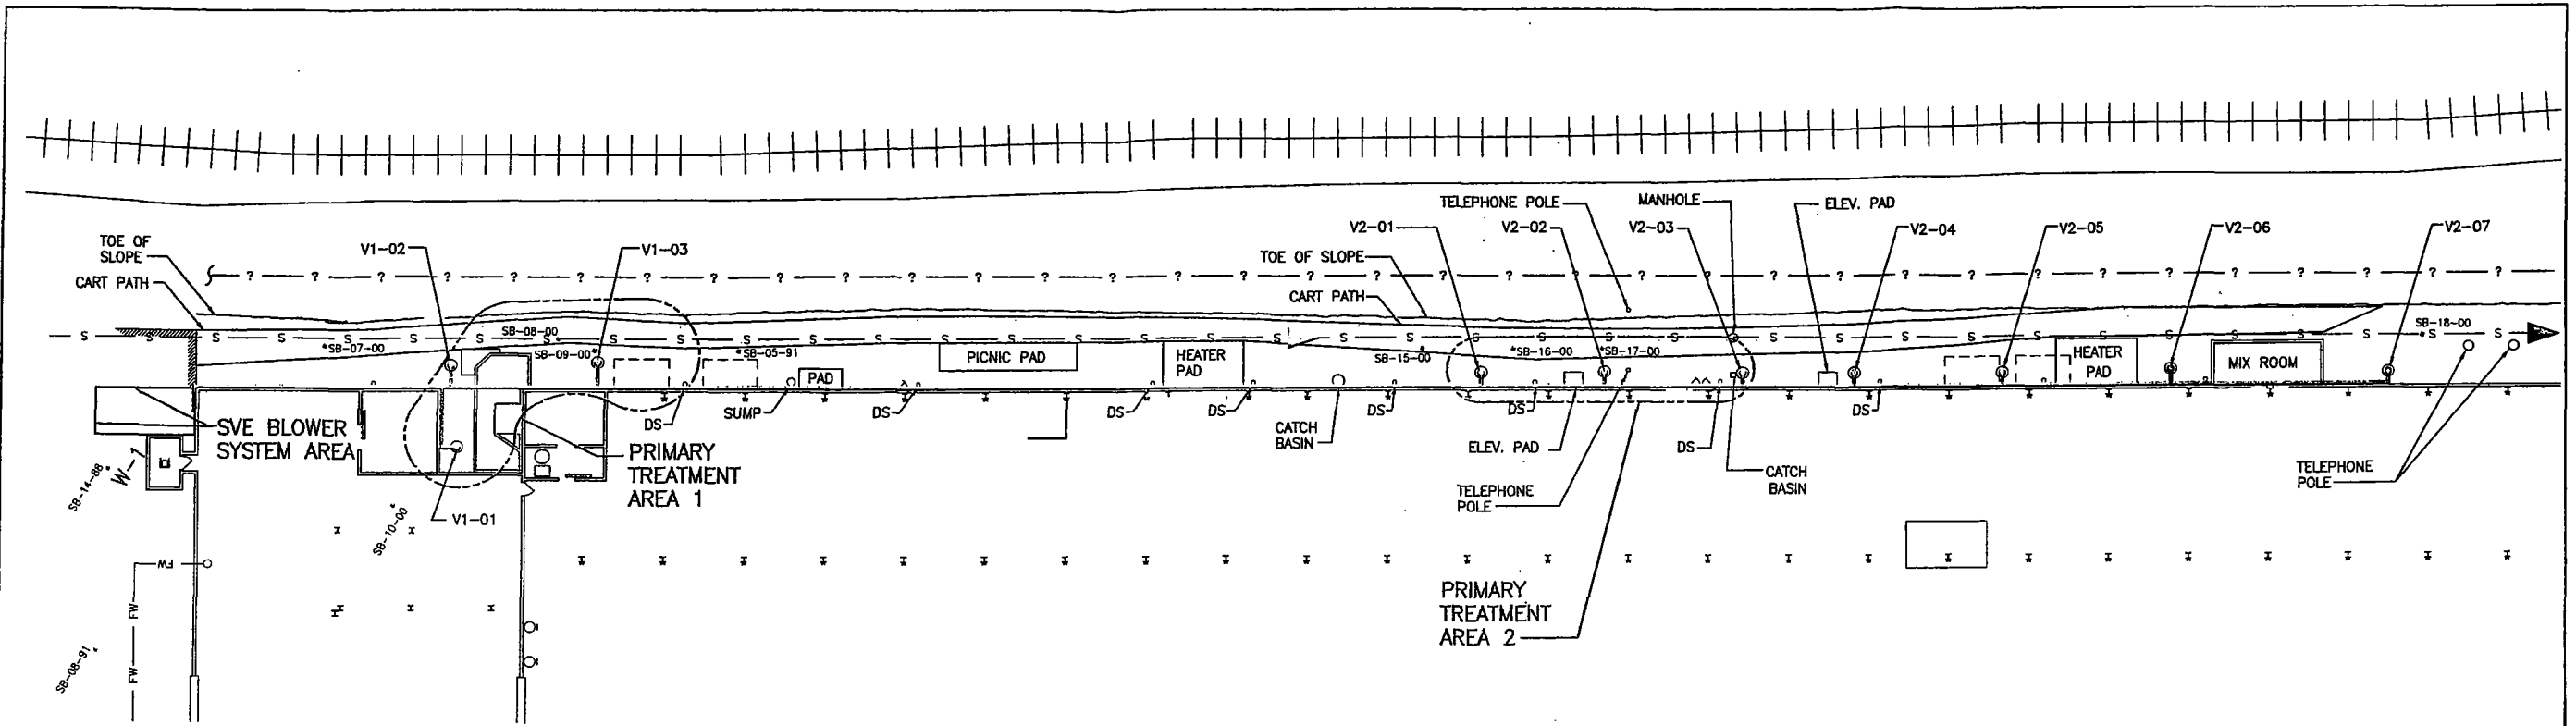 TELEPHONE POLE
MANHOLE
ELEV. PAD
V2-01
V2-02
V2-03
V2-04
V2-05
V2-06
V2-07
TOE OF
SLOPE
V1-02
V1-03
TOE OF SLOPE
? ? ? ? ? ? ? ? ? ? ? ? ? ? ? ? ? ? ? ? ? ? ? ? ? ? ? ? ? ? ? ? ? ? ?
CART PATH
CART PATH
S S S S S S S S S S S S S S S S S S S S S S S S S S S S S S S S S S S S
SB-08-00
SB-18-00
*SB-07-00
SB-09-00*
*SB-05-91
PICNIC PAD
HEATER
PAD
SB-15-00
*SB-16-00
*SB-17-00
HEATER
PAD
MIX ROOM
PAD
SUMP
DS
DS
DS
DS
DS
DS
DS
DS
SVE BLOWER
SYSTEM AREA
PRIMARY
TREATMENT
AREA 1
CATCH
BASIN
ELEV. PAD
CATCH
BASIN
TELEPHONE
POLE
TELEPHONE
POLE
W-1
SB-14-88
SB-10-00
V1-01
FW
FW
FW
SB-08-91
PRIMARY
TREATMENT
AREA 2